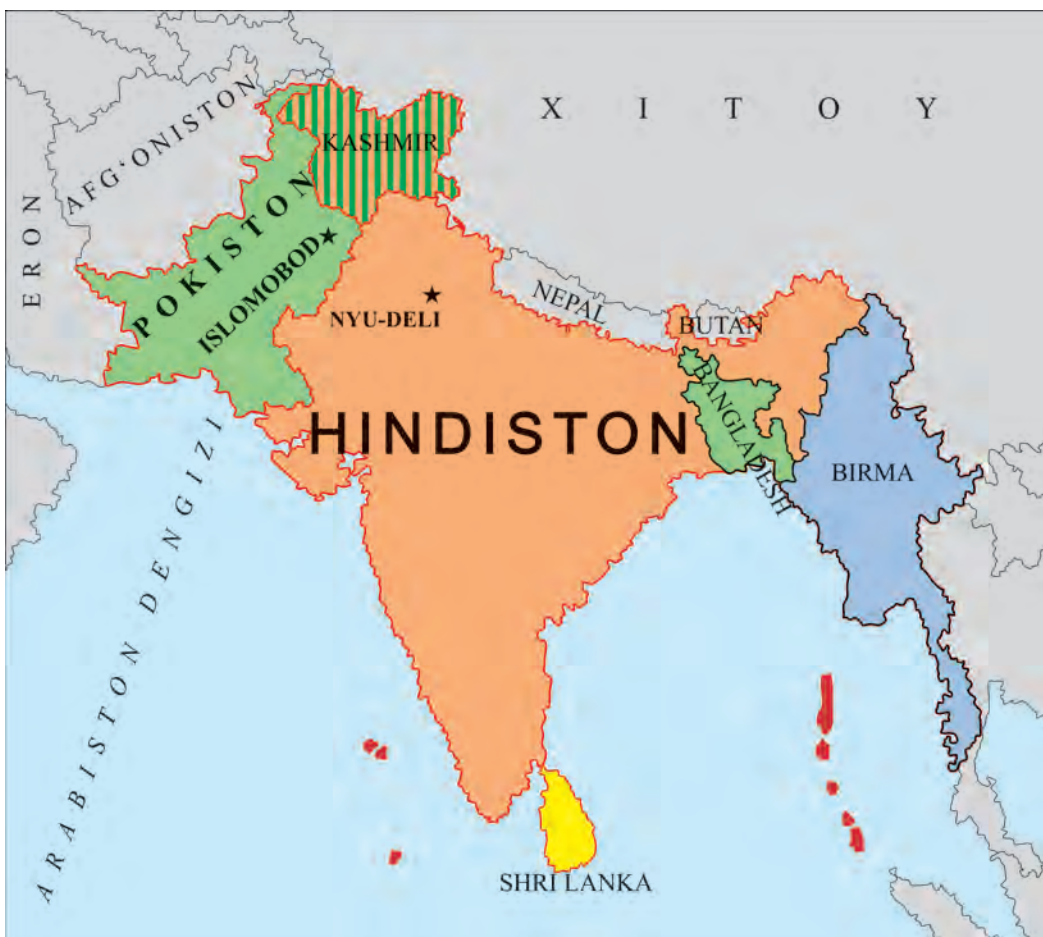 XITOY
AFG‘ONISTON
KASHMIR
ERON
POKISTON
ISLOMOBOD
NYU-DELI
NEPAL
BUTAN
HINDISTON
BANGLADESH
BIRMA
ARABISTON DENGIZI
SHRI LANKA